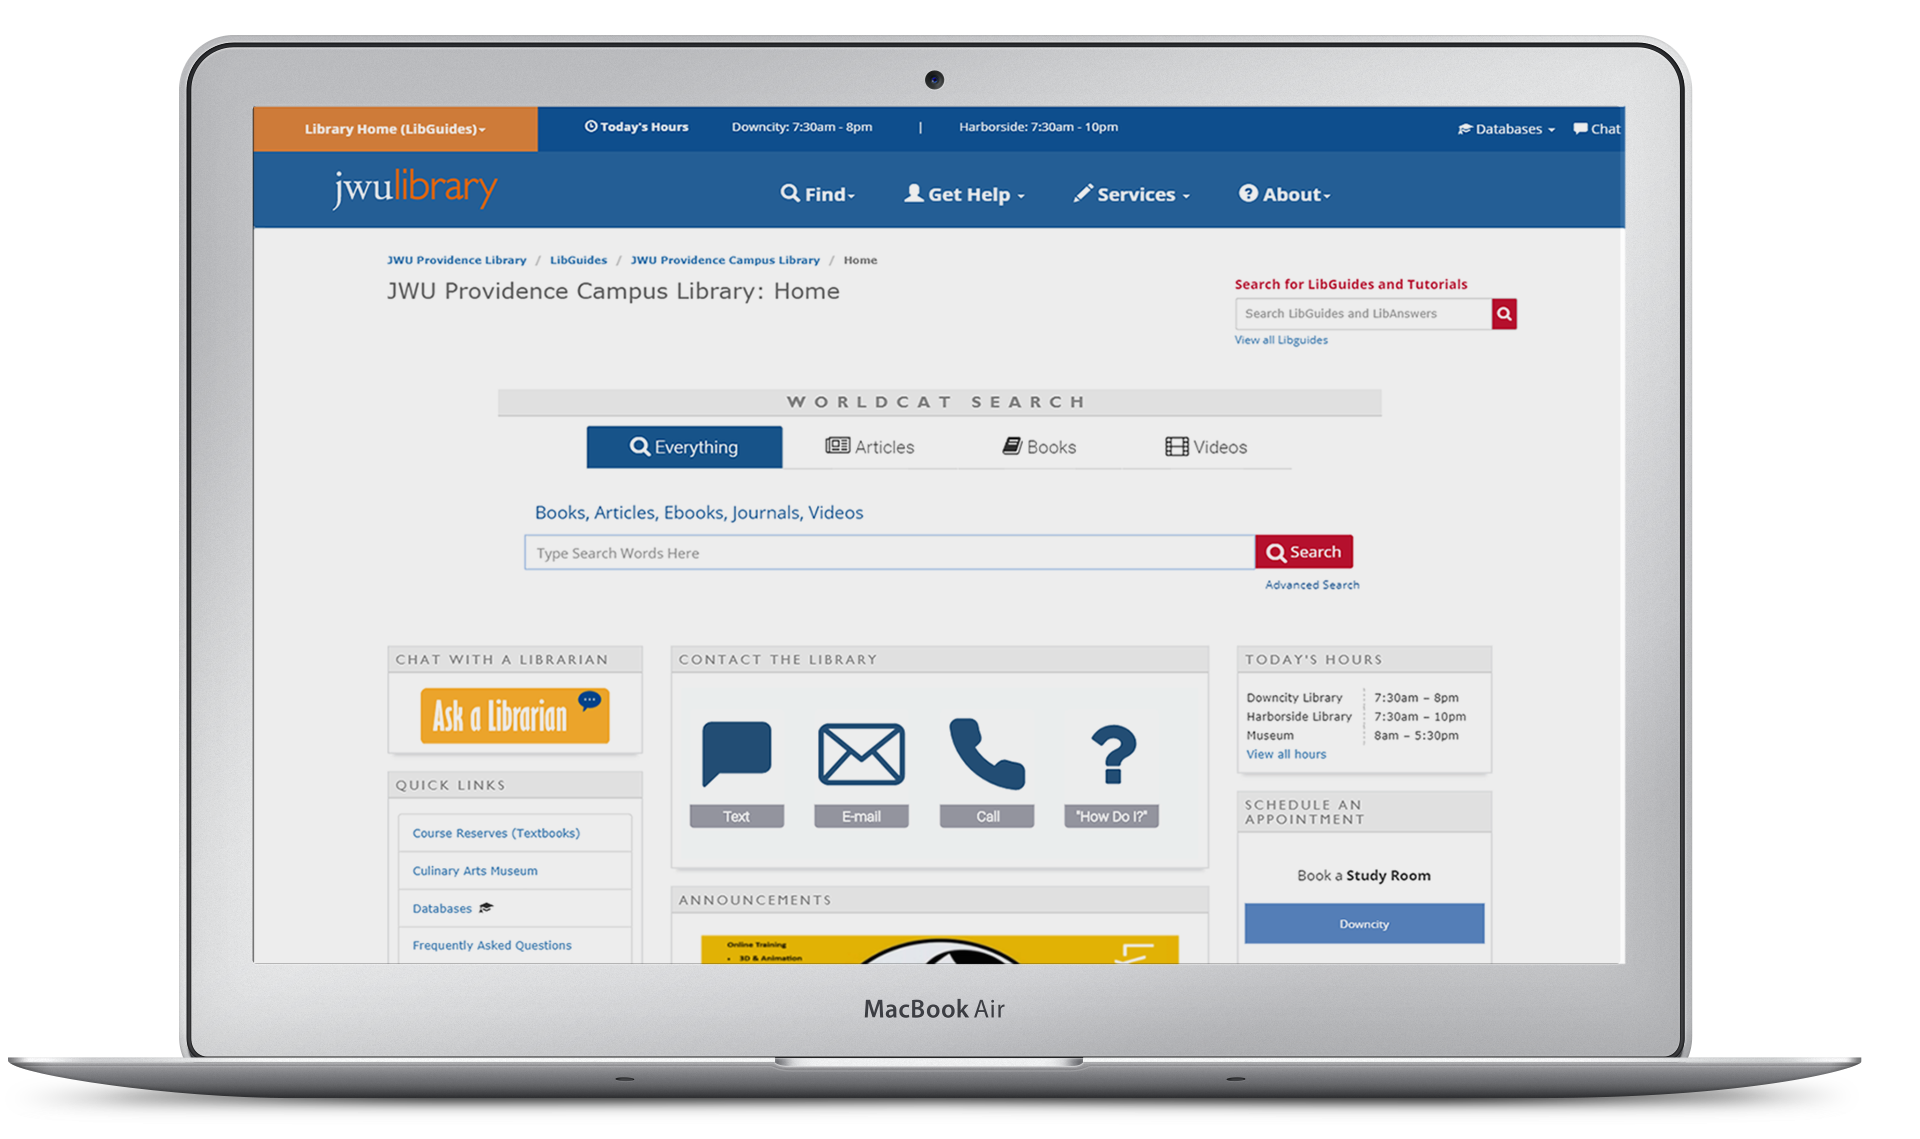 Library Home (LibGuides)
Today's Hours Downcity: 7:30am - 8pm | Harborside: 7:30am - 10pm
Databases Chat
jwulibrary
Find Get Help Services About
JWU Providence Library / LibGuides / JWU Providence Campus Library / Home
JWU Providence Campus Library: Home
Search for LibGuides and Tutorials
Search LibGuides and LibAnswers
View all Libguides
WORLDCAT SEARCH
Everything Articles Books Videos
Books, Articles, Ebooks, Journals, Videos
Type Search Words Here
Search
Advanced Search
CHAT WITH A LIBRARIAN
Ask a Librarian
QUICK LINKS
Course Reserves (Textbooks)
Culinary Arts Museum
Databases
Frequently Asked Questions
CONTACT THE LIBRARY
Text E-mail Call "How Do I?"
ANNOUNCEMENTS
Online Training
• 3D & Animation
TODAY'S HOURS
Downcity Library 7:30am – 8pm
Harborside Library 7:30am – 10pm
Museum 8am – 5:30pm
View all hours
SCHEDULE AN
APPOINTMENT
Book a Study Room
Downcity
MacBook Air